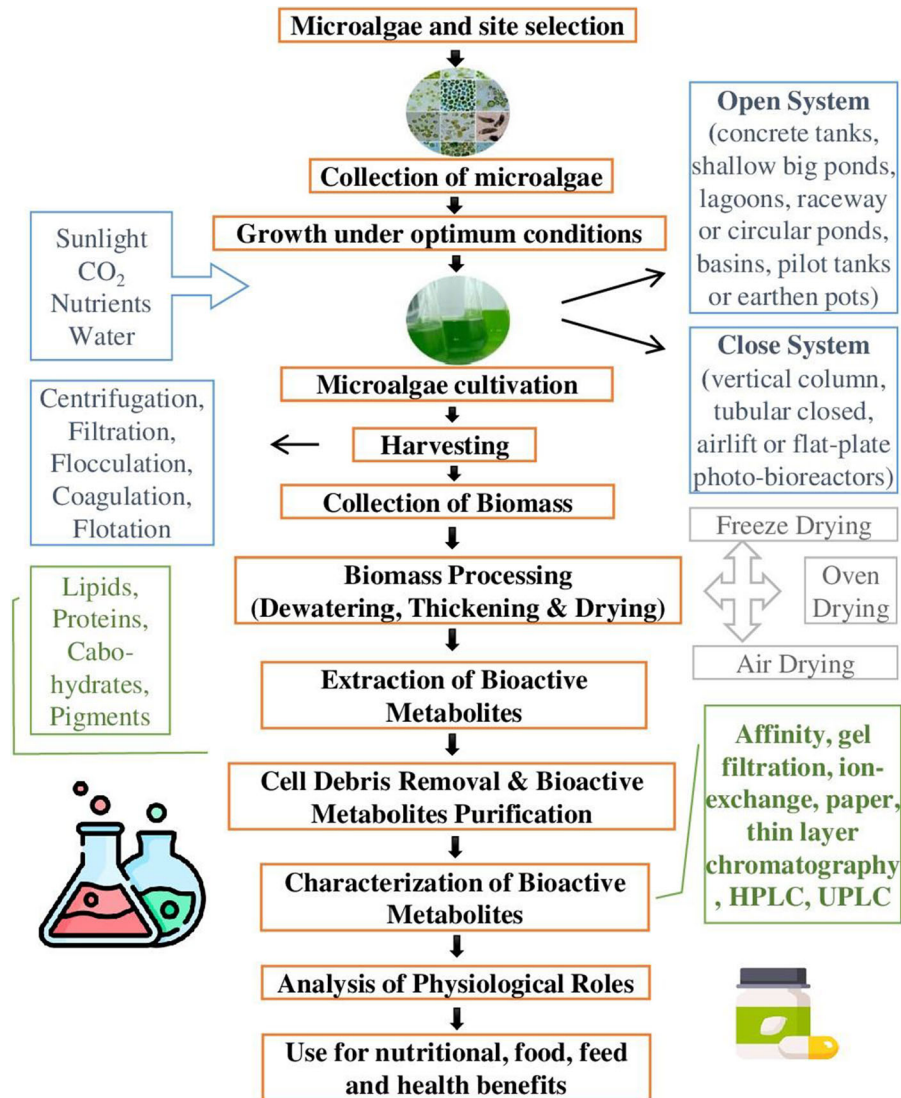 Microalgae and site selection
Collection of microalgae
Growth under optimum conditions
Sunlight
CO₂
Nutrients
Water
Open System
(concrete tanks,
shallow big ponds,
lagoons, raceway
or circular ponds,
basins, pilot tanks
or earthen pots)
Close System
(vertical column,
tubular closed,
airlift or flat-plate
photo-bioreactors)
Microalgae cultivation
Harvesting
Centrifugation,
Filtration,
Flocculation,
Coagulation,
Flotation
Collection of Biomass
Biomass Processing
(Dewatering, Thickening & Drying)
Freeze Drying
Oven
Drying
Air Drying
Lipids,
Proteins,
Cabo-
hydrates,
Pigments
Extraction of Bioactive
Metabolites
Cell Debris Removal & Bioactive
Metabolites Purification
Characterization of Bioactive
Metabolites
Affinity, gel
filtration, ion-
exchange, paper,
thin layer
chromatography
, HPLC, UPLC
Analysis of Physiological Roles
Use for nutritional, food, feed
and health benefits